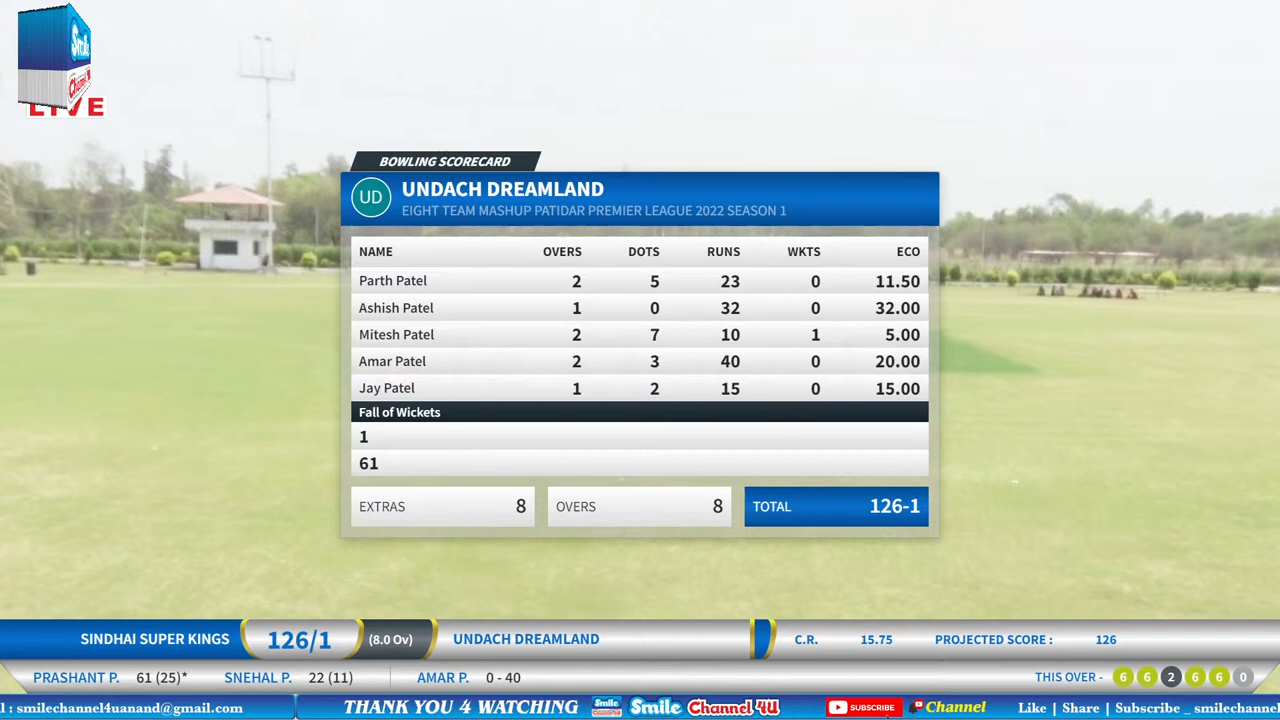 Smile
Channel 4U
LIVE
BOWLING SCORECARD
UD
UNDACH DREAMLAND
EIGHT TEAM MASHUP PATIDAR PREMIER LEAGUE 2022 SEASON 1
NAME OVERS DOTS RUNS WKTS ECO
Parth Patel 2 5 23 0 11.50
Ashish Patel 1 0 32 0 32.00
Mitesh Patel 2 7 10 1 5.00
Amar Patel 2 3 40 0 20.00
Jay Patel 1 2 15 0 15.00
Fall of Wickets
1
61
EXTRAS 8 OVERS 8 TOTAL 126-1
SINDHAI SUPER KINGS 126/1 (8.0 Ov) UNDACH DREAMLAND C.R. 15.75 PROJECTED SCORE : 126
PRASHANT P. 61 (25)* SNEHAL P. 22 (11) AMAR P. 0 - 40 THIS OVER - 6 6 2 6 6 0
l : smilechannel4uanand@gmail.com THANK YOU 4 WATCHING Smile Smile Channel 4U SUBSCRIBE Channel Like | Share | Subscribe _ smilechannel